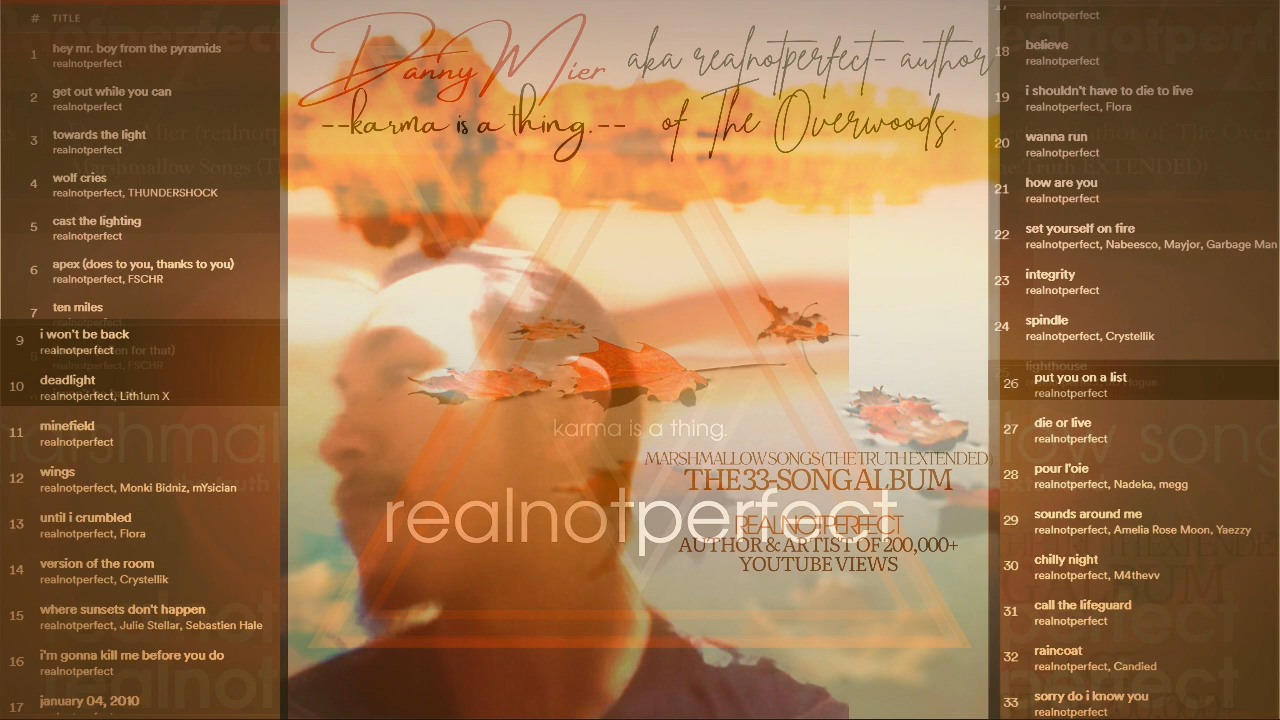 # TITLE
1 hey mr. boy from the pyramids
realnotperfect
2 get out while you can
realnotperfect
3 towards the light
realnotperfect
4 wolf cries
realnotperfect, THUNDERSHOCK
5 cast the lighting
realnotperfect
6 apex (does to you, thanks to you)
realnotperfect, FSCHR
7 ten miles
9 i won't be back
realnotperfect
10 deadlight
realnotperfect, Lith1um X
11 minefield
realnotperfect
12 wings
realnotperfect, Monki Bidniz, mYsician
13 until i crumbled
realnotperfect, Flora
14 version of the room
realnotperfect, Crystellik
15 where sunsets don't happen
realnotperfect, Julie Stellar, Sebastien Hale
16 i'm gonna kill me before you do
realnotperfect
17 january 04, 2010
Danny Mier aka realnotperfect- author
--karma is a thing.-- of The Overwoods.
karma is a thing.
MARSHMALLOW SONGS (THE TRUTH EXTENDED)
THE 33-SONG ALBUM
realnotperfect
REALNOTPERFECT
AUTHOR & ARTIST OF 200,000+
YOUTUBE VIEWS
realnotperfect
18 believe
realnotperfect
19 i shouldn't have to die to live
realnotperfect, Flora
20 wanna run
realnotperfect
21 how are you
realnotperfect
22 set yourself on fire
realnotperfect, Nabeesco, Mayjor, Garbage Man
23 integrity
realnotperfect
24 spindle
realnotperfect, Crystellik
lighthouse
26 put you on a list
realnotperfect
27 die or live
realnotperfect
28 pour l'oie
realnotperfect, Nadeka, megg
29 sounds around me
realnotperfect, Amelia Rose Moon, Yaezzy
30 chilly night
realnotperfect, M4thevv
31 call the lifeguard
realnotperfect
32 raincoat
realnotperfect, Candied
33 sorry do i know you
realnotperfect